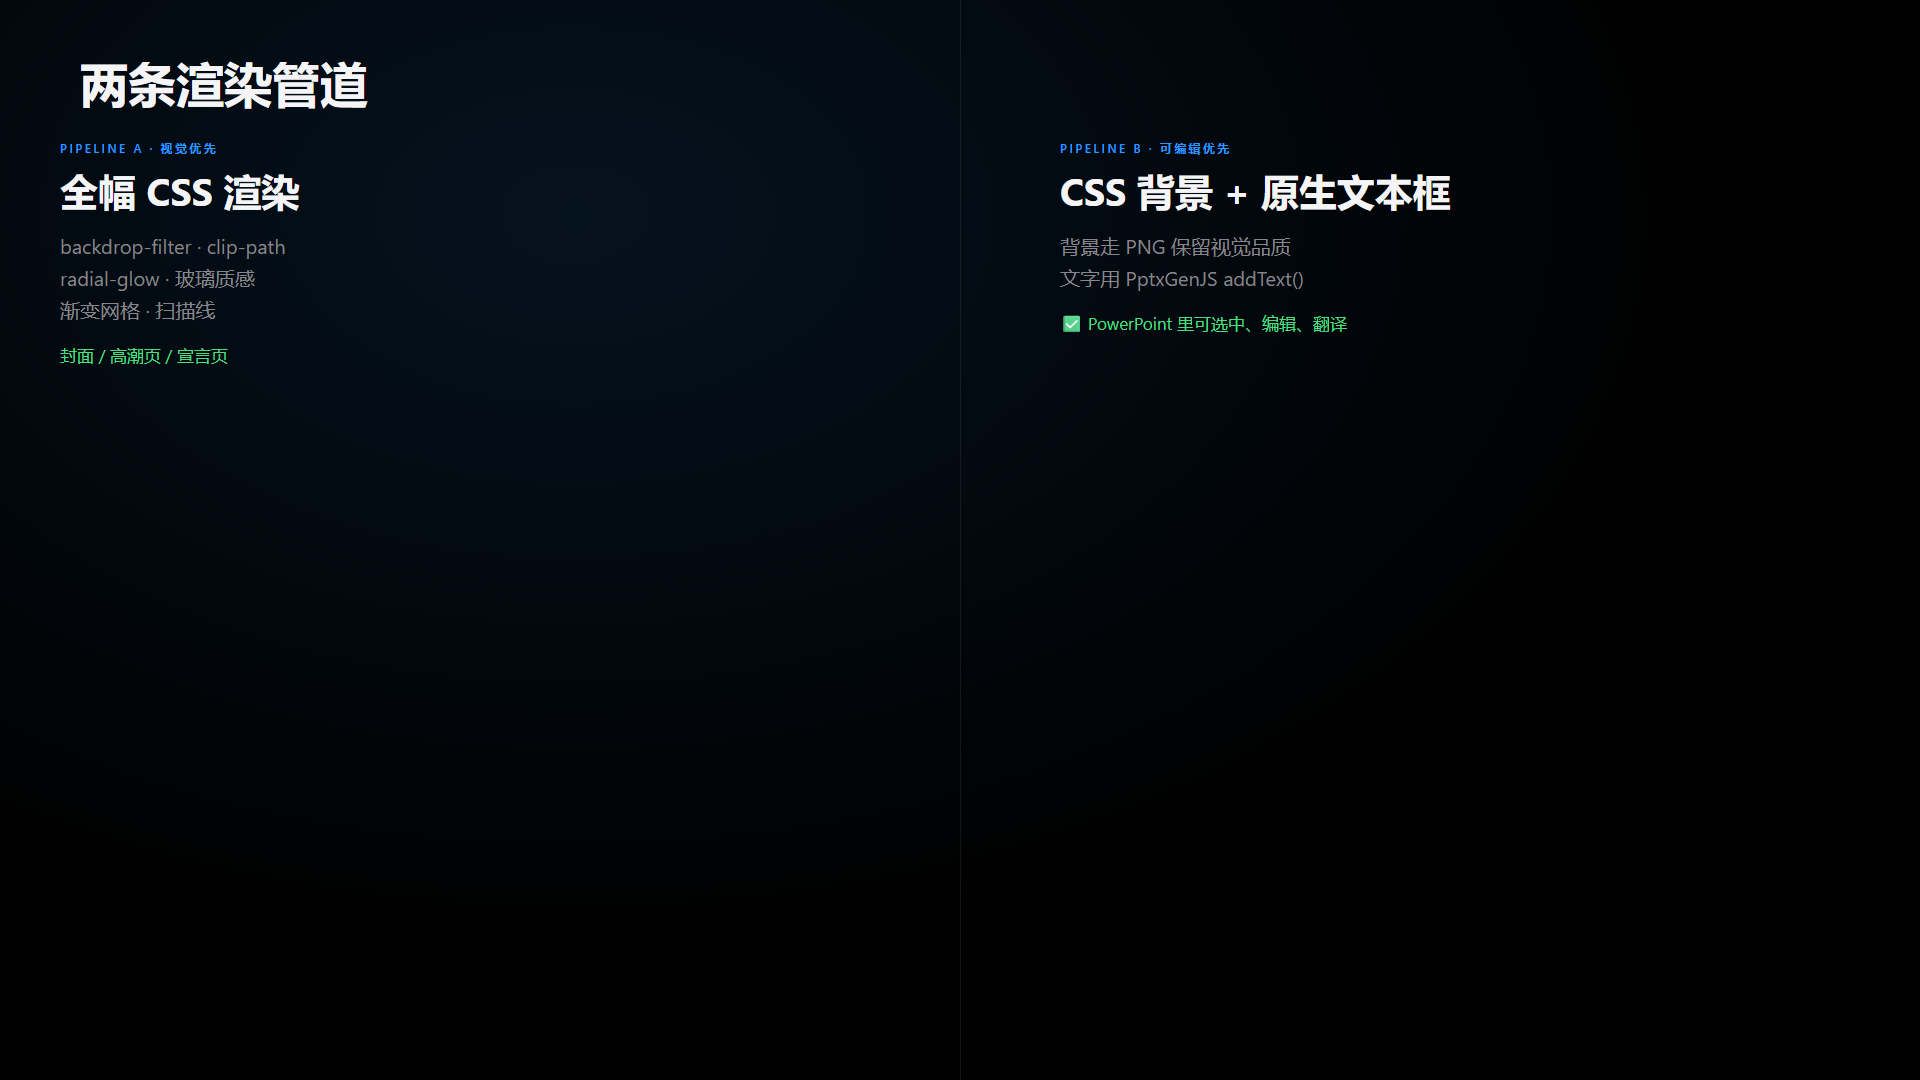 两条渲染管道
PIPELINE A · 视觉优先
全幅 CSS 渲染
backdrop-filter · clip-path
radial-glow · 玻璃质感
渐变网格 · 扫描线
封面 / 高潮页 / 宣言页
PIPELINE B · 可编辑优先
CSS 背景 + 原生文本框
背景走 PNG 保留视觉品质
文字用 PptxGenJS addText()
✅ PowerPoint 里可选中、编辑、翻译